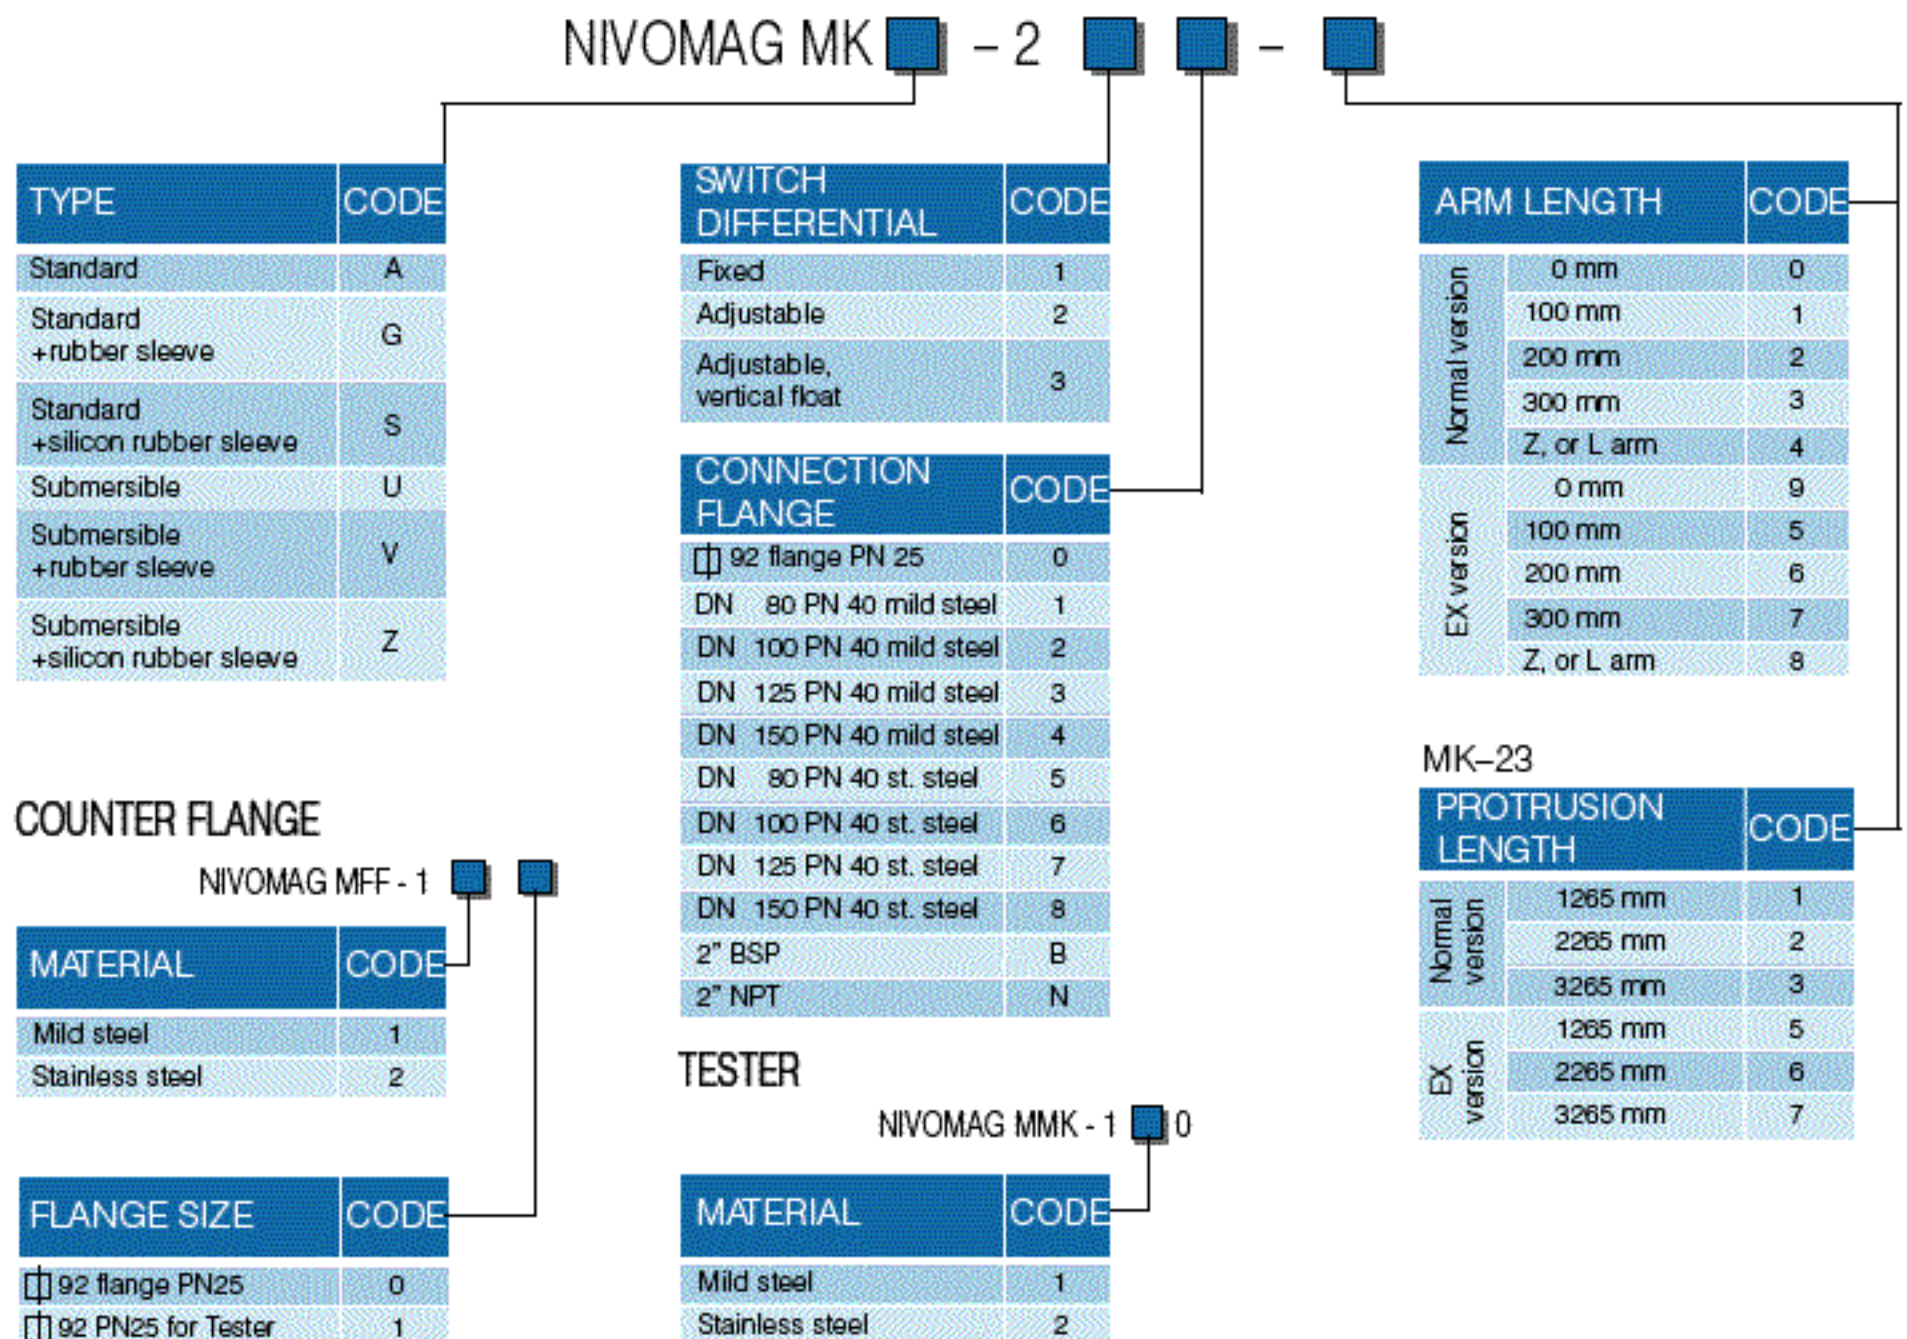 NIVOMAG MK – 2 –
TYPE CODE
Standard A
Standard
+rubber sleeve G
Standard
+silicon rubber sleeve S
Submersible U
Submersible
+rubber sleeve V
Submersible
+silicon rubber sleeve Z
SWITCH
DIFFERENTIAL CODE
Fixed 1
Adjustable 2
Adjustable,
vertical float 3
CONNECTION
FLANGE CODE
92 flange PN 25 0
DN 80 PN 40 mild steel 1
DN 100 PN 40 mild steel 2
DN 125 PN 40 mild steel 3
DN 150 PN 40 mild steel 4
DN 80 PN 40 st. steel 5
DN 100 PN 40 st. steel 6
DN 125 PN 40 st. steel 7
DN 150 PN 40 st. steel 8
2" BSP B
2" NPT N
ARM LENGTH CODE
Normal version
0 mm 0
100 mm 1
200 mm 2
300 mm 3
Z, or L arm 4
EX version
0 mm 9
100 mm 5
200 mm 6
300 mm 7
Z, or L arm 8
MK–23
PROTRUSION
LENGTH CODE
Normal
version
1265 mm 1
2265 mm 2
3265 mm 3
EX
version
1265 mm 5
2265 mm 6
3265 mm 7
COUNTER FLANGE
NIVOMAG MFF - 1
MATERIAL CODE
Mild steel 1
Stainless steel 2
FLANGE SIZE CODE
92 flange PN25 0
92 PN25 for Tester 1
TESTER
NIVOMAG MMK - 1 0
MATERIAL CODE
Mild steel 1
Stainless steel 2